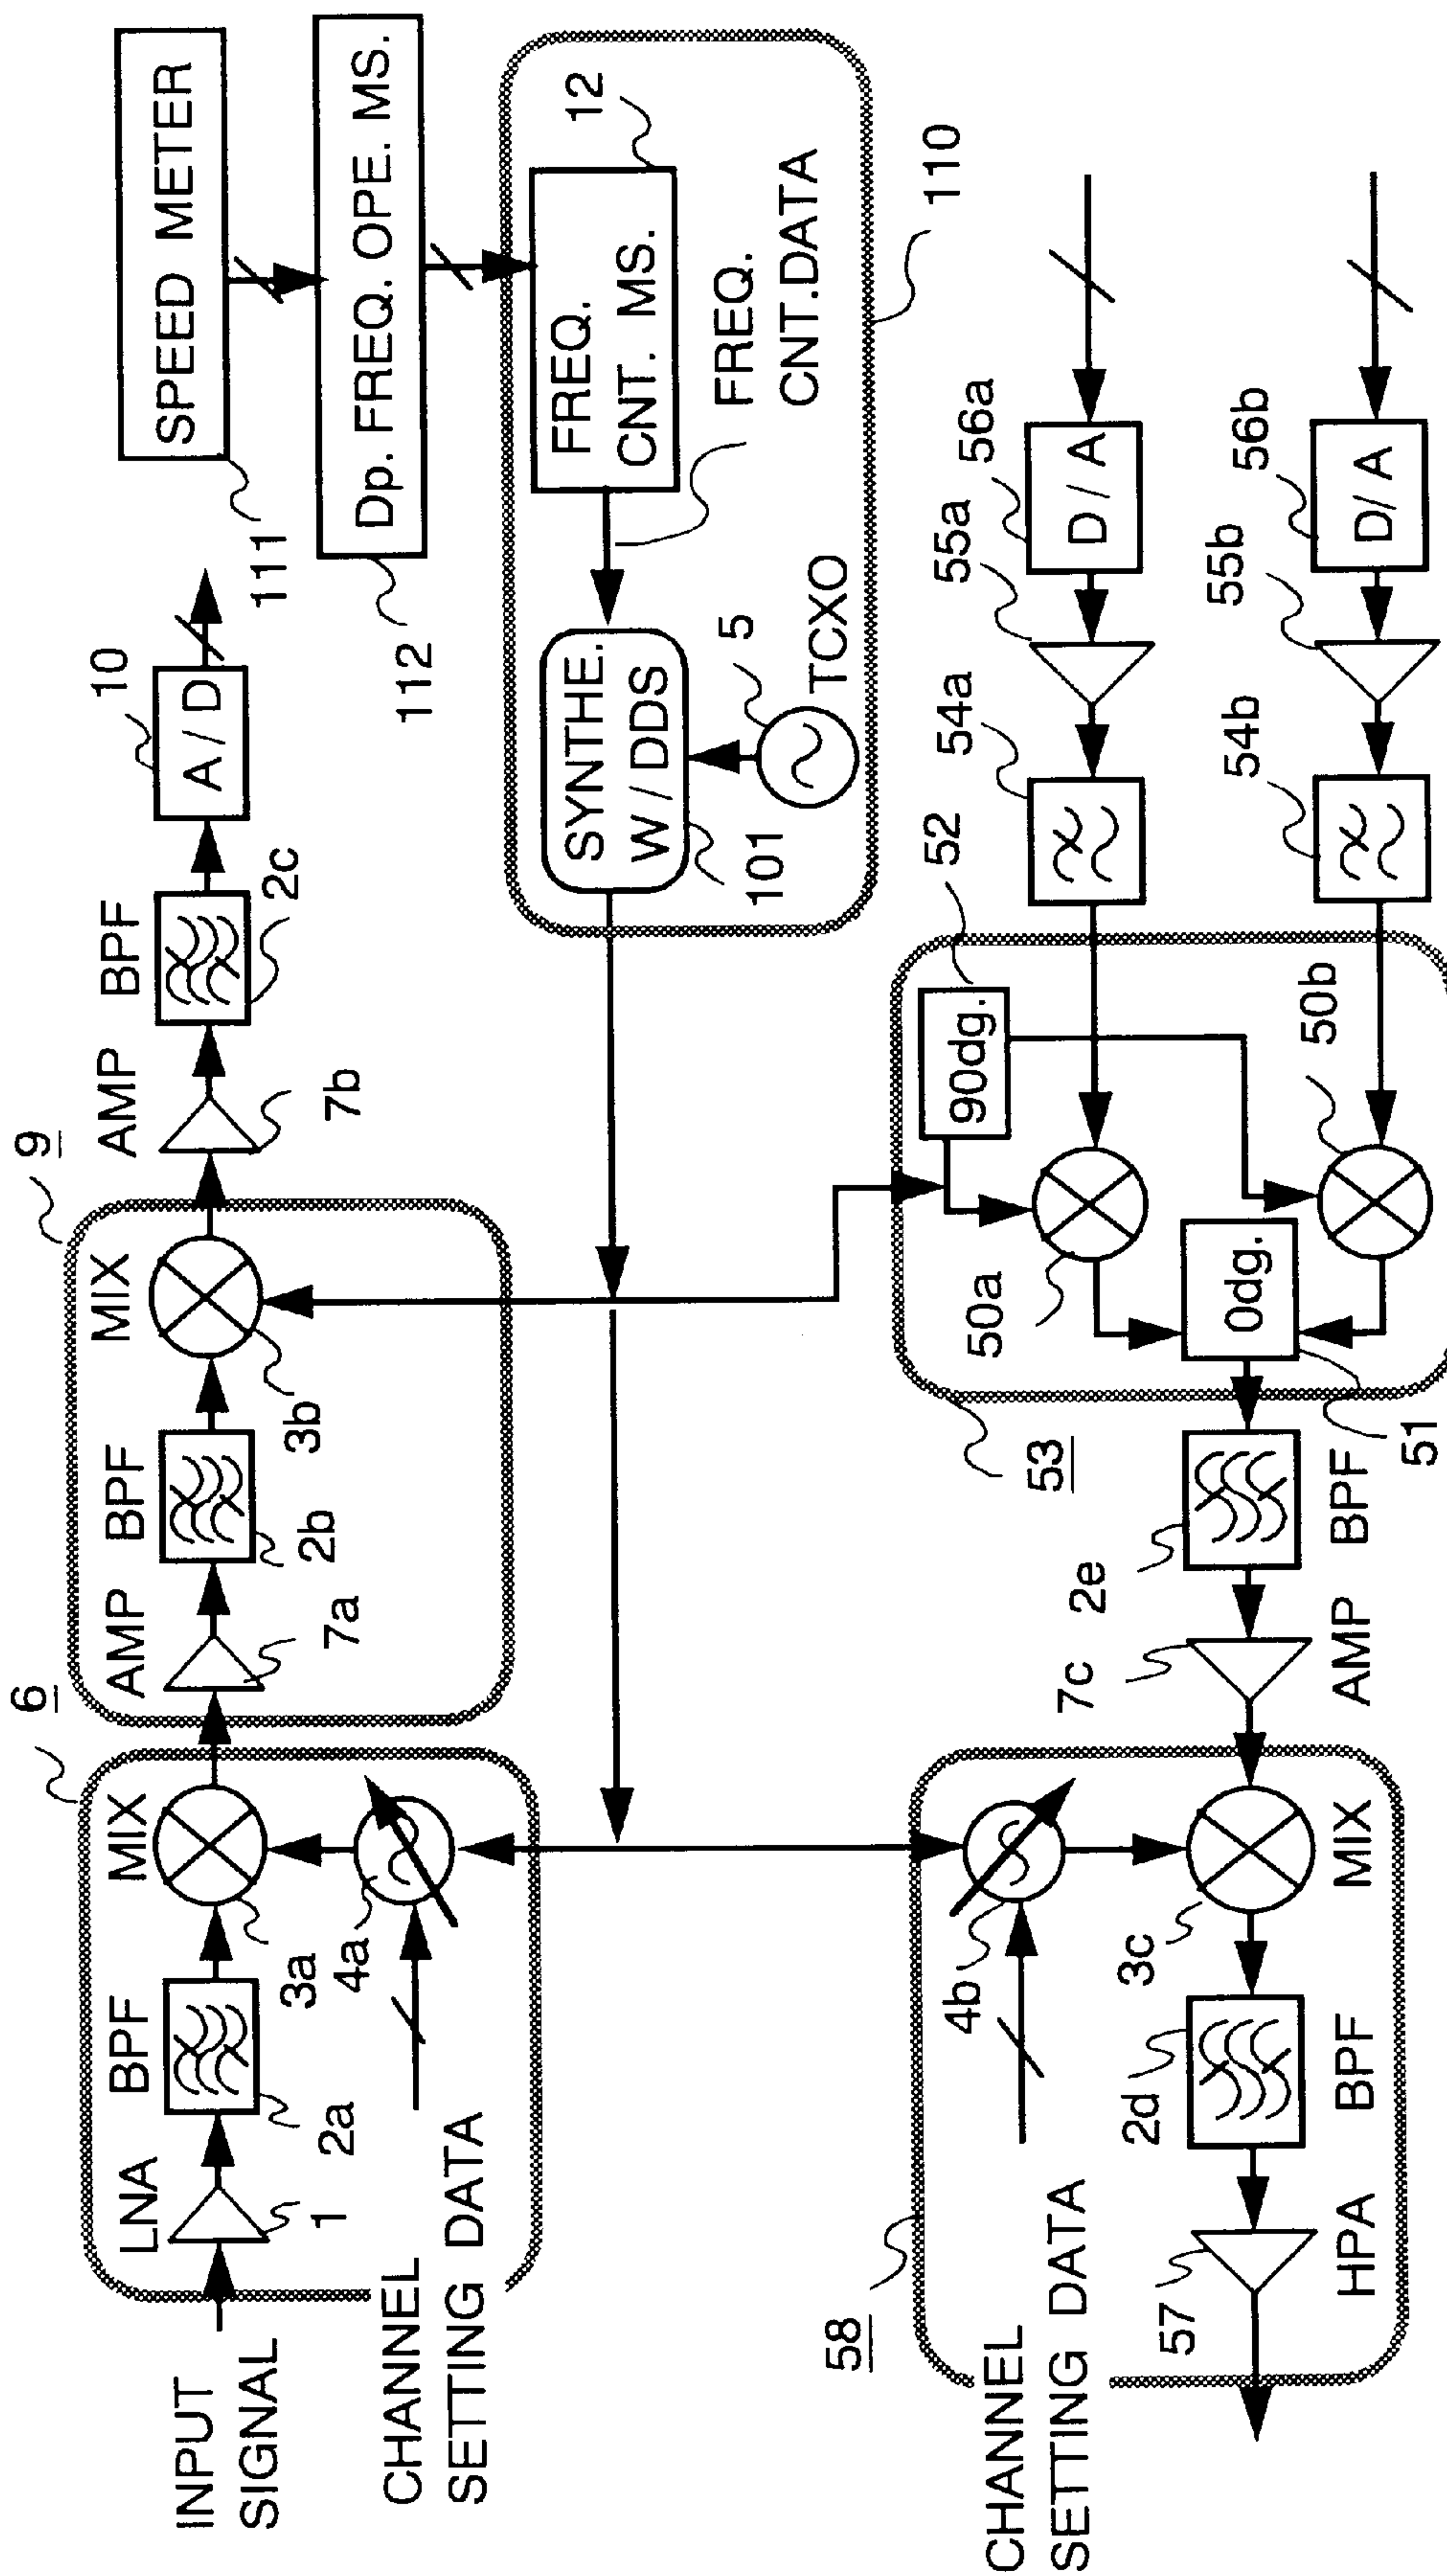 INPUT
SIGNAL
LNA
1
BPF
2a
MIX
3a
4a
CHANNEL
SETTING DATA
6
AMP
7a
BPF
2b
MIX
3b
9
AMP
7b
BPF
2c
A/D
10
SPEED METER
111
Dp. FREQ. OPE. MS.
112
FREQ.
CNT. MS.
12
FREQ.
CNT.DATA
SYNTHE.
W/DDS
101
5
TCXO
110
58
CHANNEL
SETTING DATA
4b
57
HPA
2d
BPF
3c
MIX
7c
AMP
2e
BPF
53
51
0dg.
50a
50b
90dg.
52
54a
54b
55a
55b
D/A
56a
D/A
56b